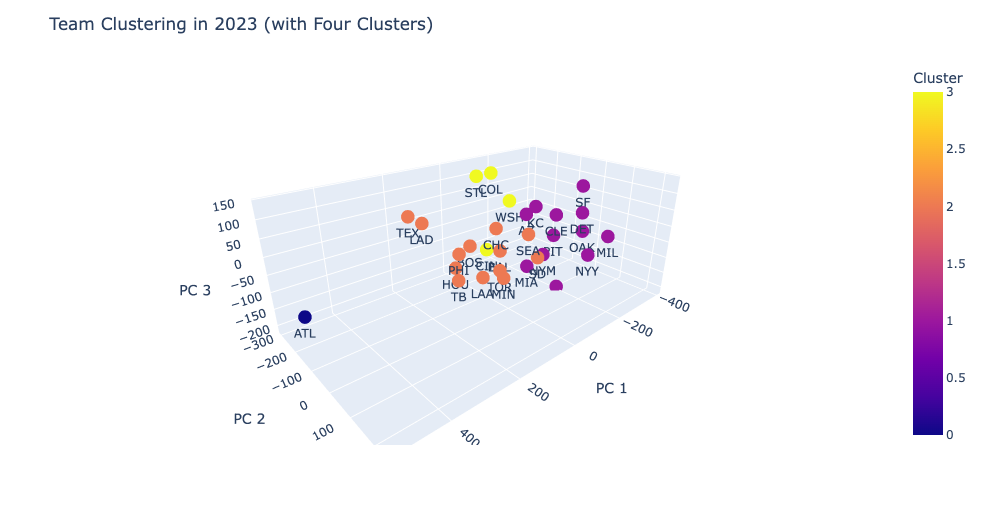 Team Clustering in 2023 (with Four Clusters)
Cluster
3
2.5
2
1.5
1
0.5
0
150
100
50
0
−50
−100
−150
−200
PC 3
−300
−200
−100
0
100
PC 2
400
200
0
−200
−400
PC 1
STL
COL
SF
WSH
KC
TEX
LAD
CLE
DET
CHC
SEA
PIT
OAK
MIL
PHI
NYM
SD
NYY
TB
LAA
TOR
MIN
MIA
ATL